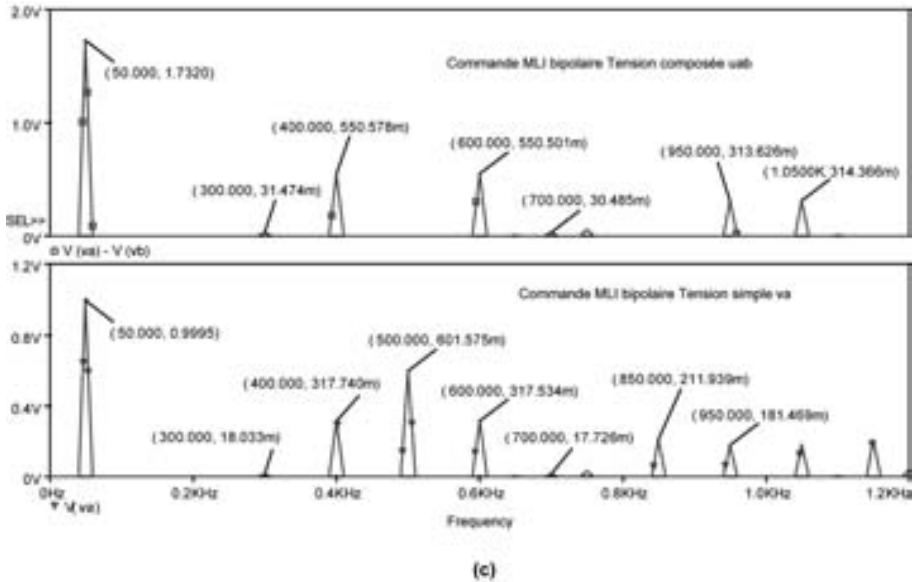 2.0V
(50.000, 1.7320)
Commande MLI bipolaire Tension composée uab
(400.000, 550.578m)
(600.000, 550.501m)
(950.000, 313.626m)
1.0V
(300.000, 31.474m)
(700.000, 30.485m)
(1.0500K, 314.366m)
SEL>>
0V
V (va) - V (vb)
1.2V
Commande MLI bipolaire Tension simple va
(50.000, 0.9995)
(500.000, 601.575m)
0.8V
(400.000, 317.740m)
(600.000, 317.534m)
(850.000, 211.939m)
0.4V
(950.000, 181.469m)
(300.000, 18.033m)
(700.000, 17.726m)
0V
0Hz 0.2KHz 0.4KHz 0.6KHz 0.8KHz 1.0KHz 1.2KHz
V(va)
Frequency
(c)